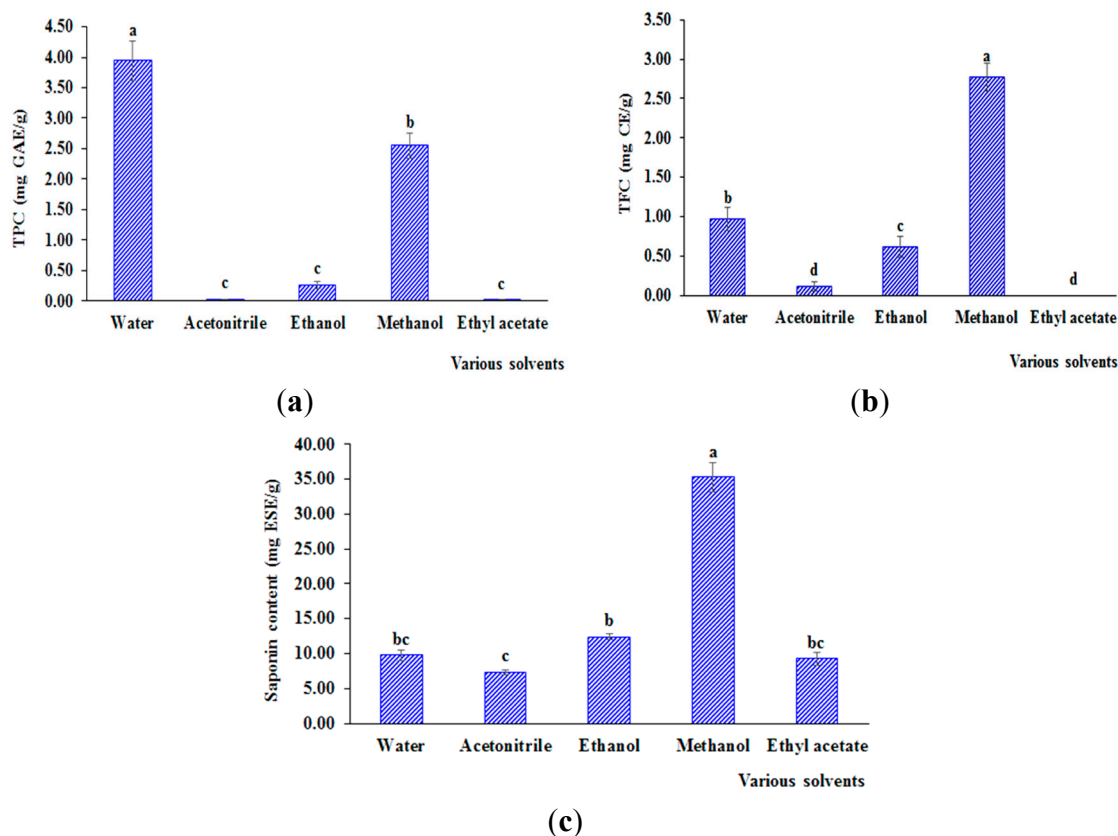 TPC (mg GAE/g)
4.50
4.00
3.50
3.00
2.50
2.00
1.50
1.00
0.50
0.00
a
c
c
b
c
Water Acetonitrile Ethanol Methanol Ethyl acetate
Various solvents
(a)
TFC (mg CE/g)
3.50
3.00
2.50
2.00
1.50
1.00
0.50
0.00
b
d
c
a
d
Water Acetonitrile Ethanol Methanol Ethyl acetate
Various solvents
(b)
Saponin content (mg ESE/g)
40.00
35.00
30.00
25.00
20.00
15.00
10.00
5.00
0.00
bc
c
b
a
bc
Water Acetonitrile Ethanol Methanol Ethyl acetate
Various solvents
(c)